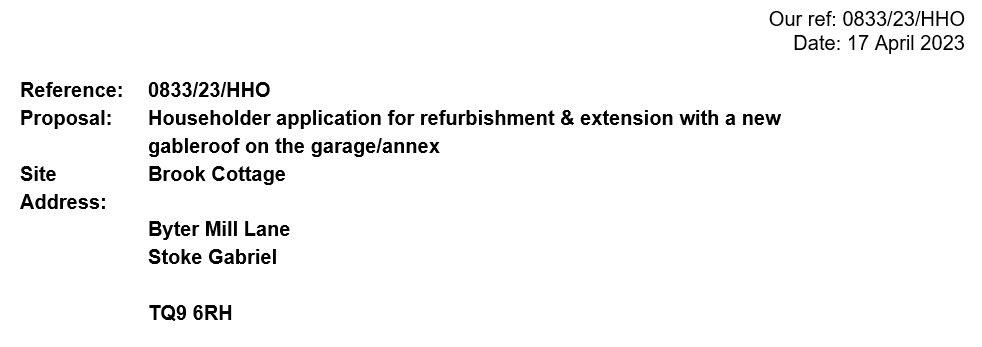 Our ref: 0833/23/HHO
Date: 17 April 2023
Reference: 0833/23/HHO
Proposal: Householder application for refurbishment & extension with a new
gableroof on the garage/annex
Site Brook Cottage
Address:
Byter Mill Lane
Stoke Gabriel
TQ9 6RH